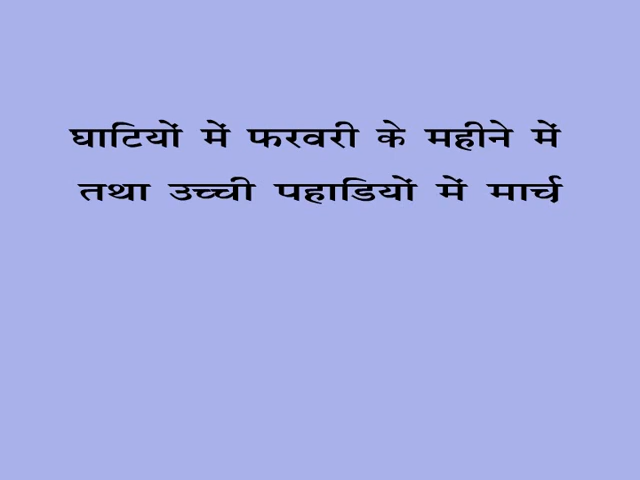 घाटियों में फरवरी के महीने में
तथा उच्ची पहाडियों में मार्च